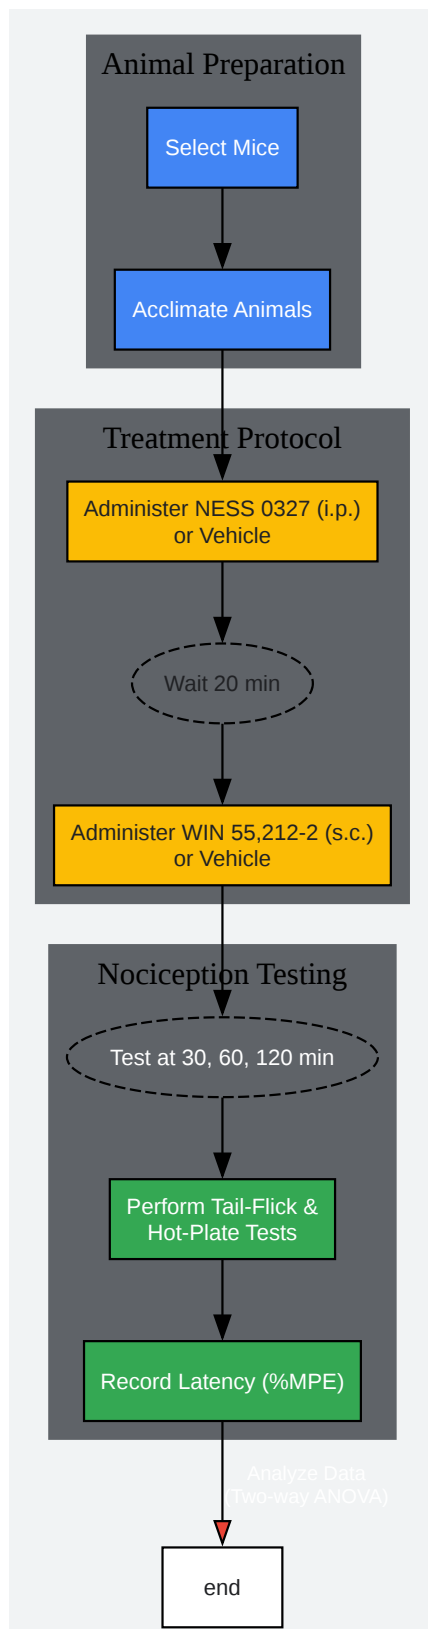 Animal Preparation
Select Mice
Acclimate Animals
Treatment Protocol
Administer NESS 0327 (i.p.)
or Vehicle
Wait 20 min
Administer WIN 55,212-2 (s.c.)
or Vehicle
Nociception Testing
Test at 30, 60, 120 min
Perform Tail-Flick &
Hot-Plate Tests
Record Latency (%MPE)
Analyze Data
(Two-way ANOVA)
end